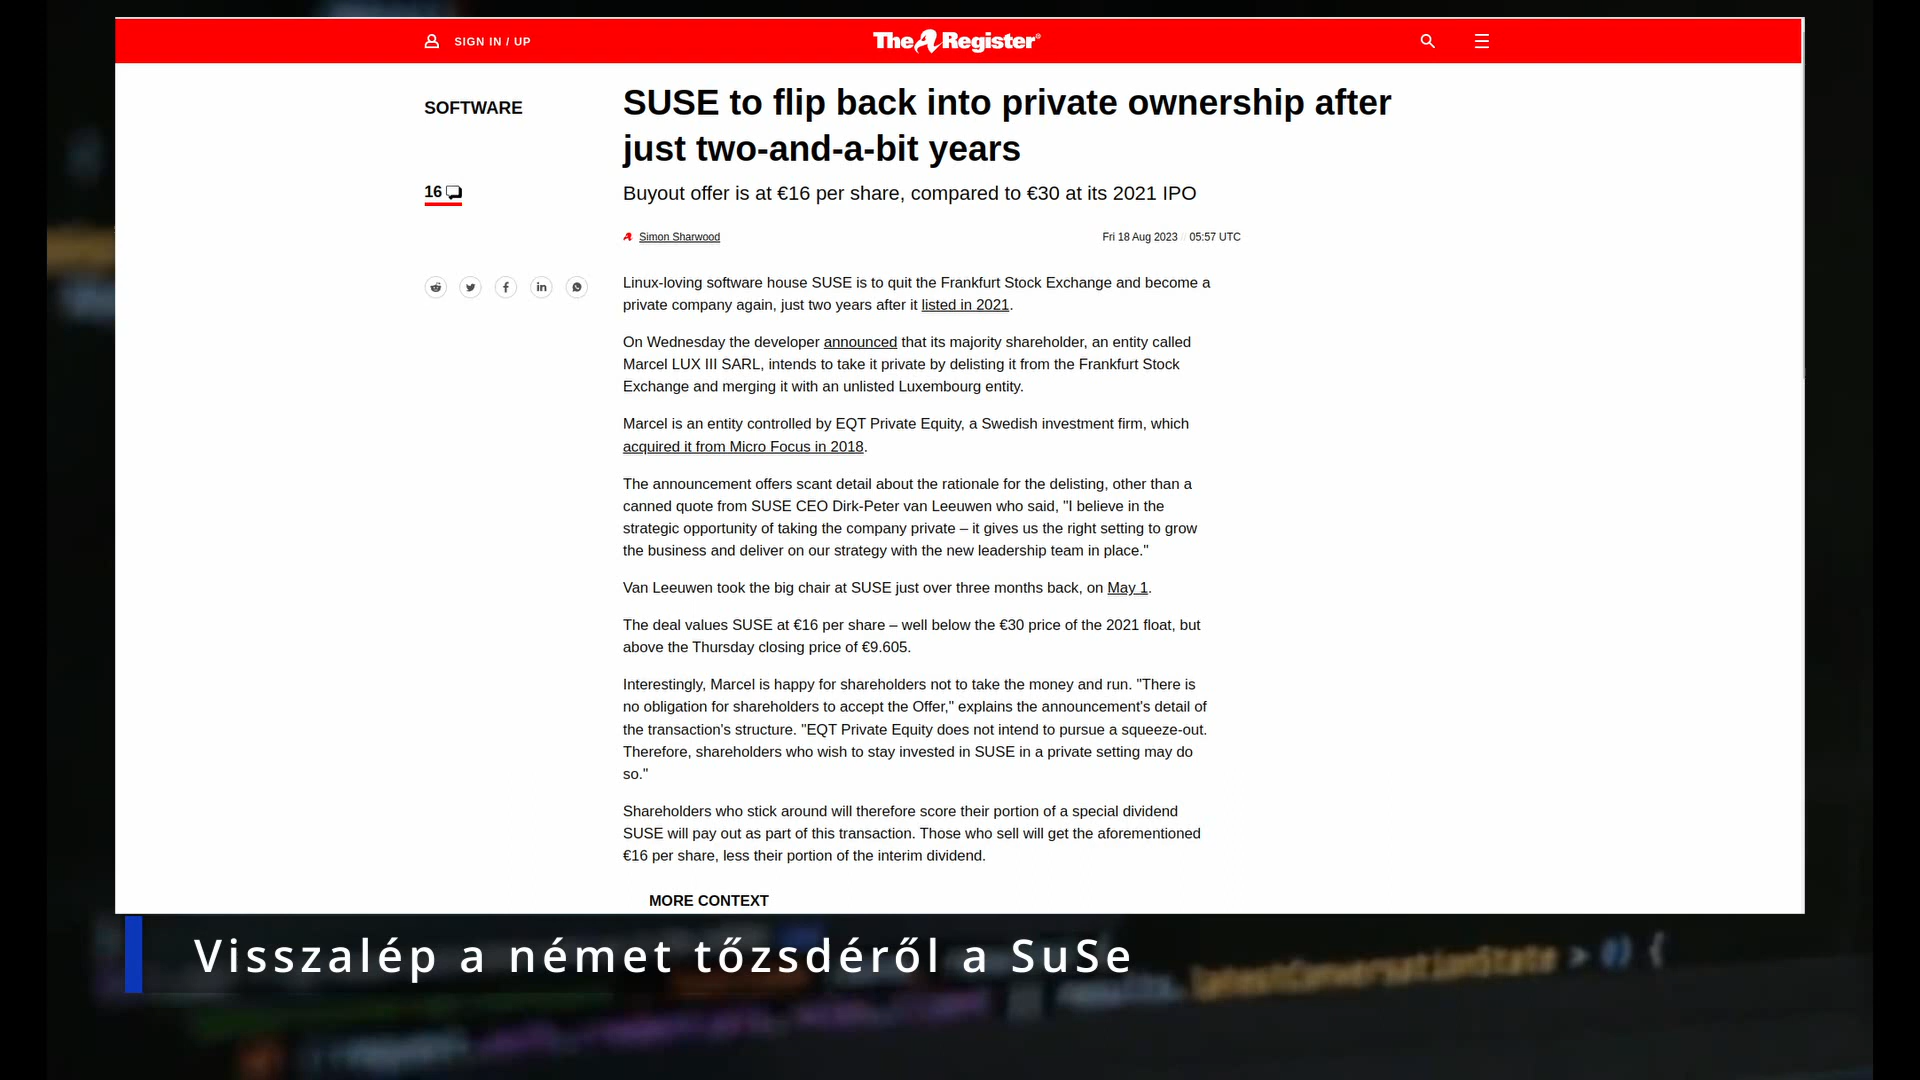 SIGN IN / UP
The Register®
SOFTWARE
SUSE to flip back into private ownership after
just two-and-a-bit years
16
Buyout offer is at €16 per share, compared to €30 at its 2021 IPO
Simon Sharwood
Fri 18 Aug 2023 // 05:57 UTC
Linux-loving software house SUSE is to quit the Frankfurt Stock Exchange and become a
private company again, just two years after it listed in 2021.
On Wednesday the developer announced that its majority shareholder, an entity called
Marcel LUX III SARL, intends to take it private by delisting it from the Frankfurt Stock
Exchange and merging it with an unlisted Luxembourg entity.
Marcel is an entity controlled by EQT Private Equity, a Swedish investment firm, which
acquired it from Micro Focus in 2018.
The announcement offers scant detail about the rationale for the delisting, other than a
canned quote from SUSE CEO Dirk-Peter van Leeuwen who said, "I believe in the
strategic opportunity of taking the company private – it gives us the right setting to grow
the business and deliver on our strategy with the new leadership team in place."
Van Leeuwen took the big chair at SUSE just over three months back, on May 1.
The deal values SUSE at €16 per share – well below the €30 price of the 2021 float, but
above the Thursday closing price of €9.605.
Interestingly, Marcel is happy for shareholders not to take the money and run. "There is
no obligation for shareholders to accept the Offer," explains the announcement's detail of
the transaction's structure. "EQT Private Equity does not intend to pursue a squeeze-out.
Therefore, shareholders who wish to stay invested in SUSE in a private setting may do
so."
Shareholders who stick around will therefore score their portion of a special dividend
SUSE will pay out as part of this transaction. Those who sell will get the aforementioned
€16 per share, less their portion of the interim dividend.
MORE CONTEXT
Visszalép a német tőzsdéről a SuSe
latestConversationState > 0) {